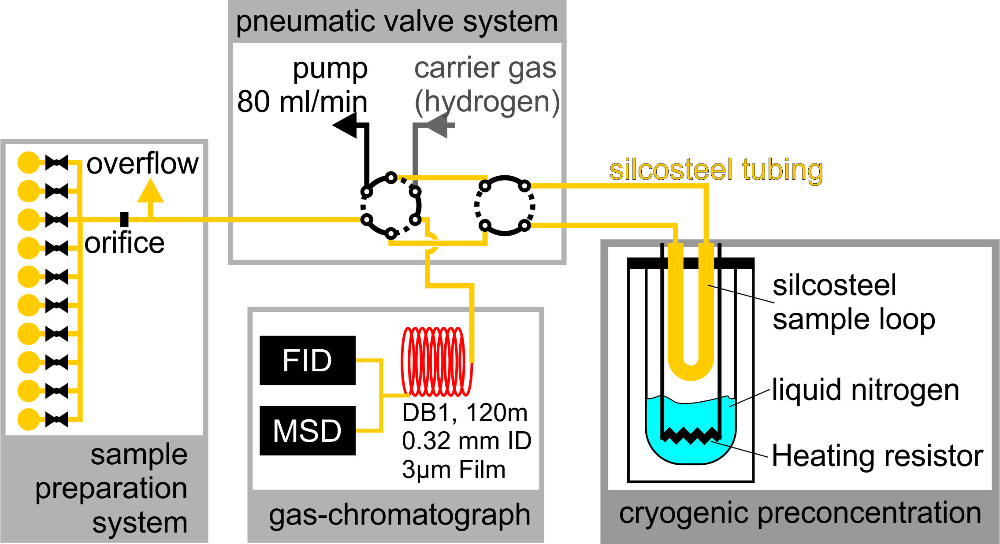 pneumatic valve system
pump
80 ml/min
carrier gas
(hydrogen)
overflow
orifice
sample
preparation
system
silcosteel tubing
FID
MSD
DB1, 120m
0.32 mm ID
3µm Film
gas-chromatograph
silcosteel
sample loop
liquid nitrogen
Heating resistor
cryogenic preconcentration